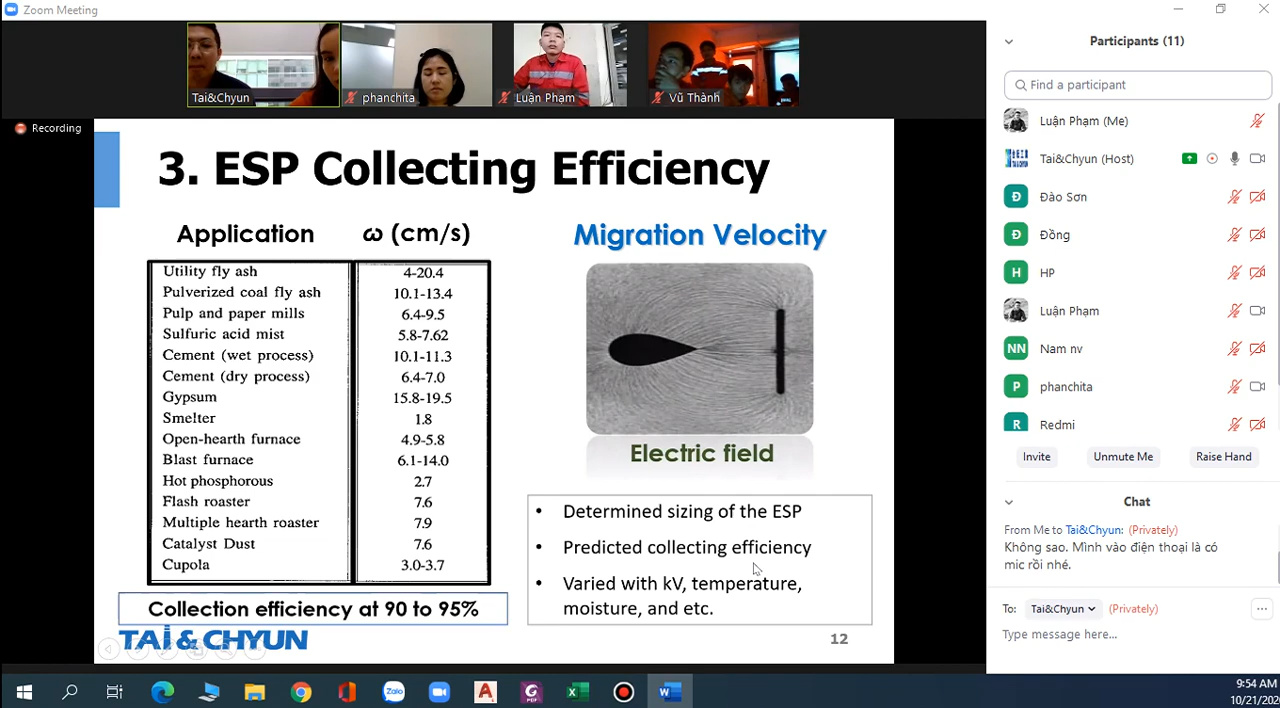 Zoom Meeting
Tai&Chyun
phanchita
Luận Phạm
Vũ Thành
Recording
3. ESP Collecting Efficiency
Application ω (cm/s)
Utility fly ash 4-20.4
Pulverized coal fly ash 10.1-13.4
Pulp and paper mills 6.4-9.5
Sulfuric acid mist 5.8-7.62
Cement (wet process) 10.1-11.3
Cement (dry process) 6.4-7.0
Gypsum 15.8-19.5
Smelter 1.8
Open-hearth furnace 4.9-5.8
Blast furnace 6.1-14.0
Hot phosphorous 2.7
Flash roaster 7.6
Multiple hearth roaster 7.9
Catalyst Dust 7.6
Cupola 3.0-3.7
Collection efficiency at 90 to 95%
TAi & CHYUN
Migration Velocity
Electric field
• Determined sizing of the ESP
• Predicted collecting efficiency
• Varied with kV, temperature,
moisture, and etc.
12
Participants (11)
Find a participant
Luận Phạm (Me)
Tai&Chyun (Host)
Đ Đào Sơn
Đ Đồng
H HP
Luận Phạm
NN Nam nv
P phanchita
R Redmi
Invite Unmute Me Raise Hand
Chat
From Me to Tai&Chyun: (Privately)
Không sao. Mình vào điện thoại là có
mic rồi nhé.
To: Tai&Chyun (Privately)
Type message here...
Zalo
9:54 AM
10/21/20